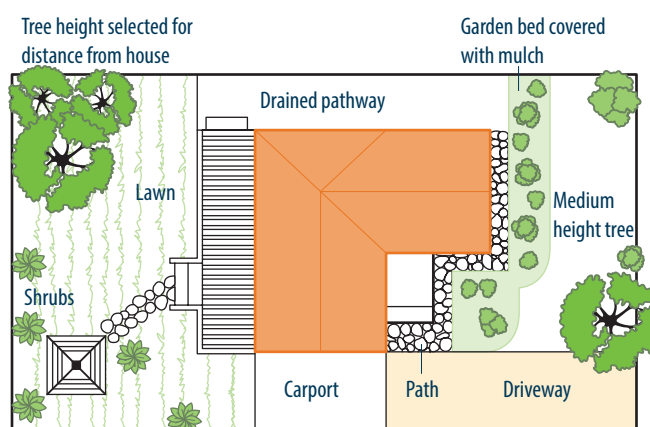 Tree height selected for
distance from house
Garden bed covered
with mulch
Drained pathway
Lawn
Medium
height tree
Shrubs
Carport
Path
Driveway